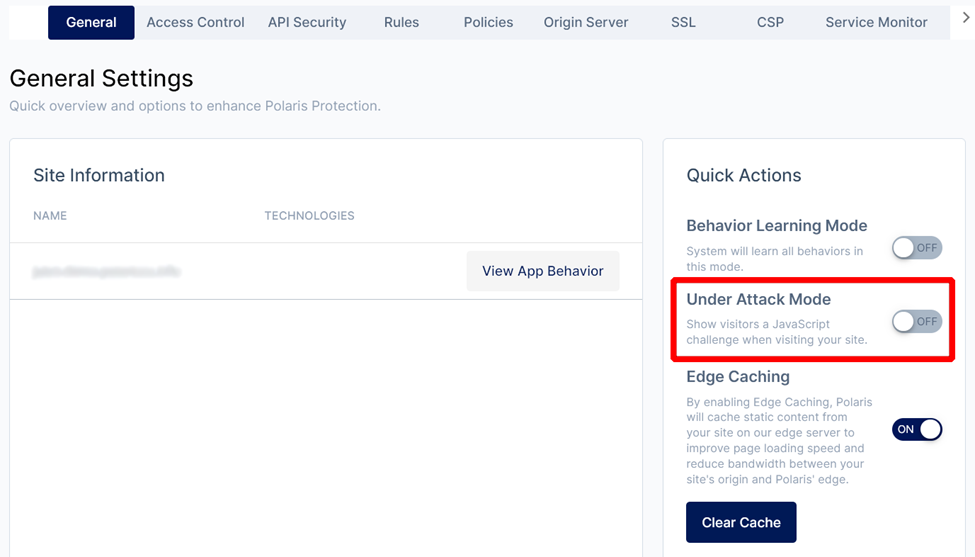 General Access Control API Security Rules Policies Origin Server SSL CSP Service Monitor
General Settings
Quick overview and options to enhance Polaris Protection.
Site Information
NAME TECHNOLOGIES
View App Behavior
Quick Actions
Behavior Learning Mode
System will learn all behaviors in
this mode.
OFF
Under Attack Mode
Show visitors a JavaScript
challenge when visiting your site.
OFF
Edge Caching
By enabling Edge Caching, Polaris
will cache static content from
your site on our edge server to
improve page loading speed and
reduce bandwidth between your
site's origin and Polaris' edge.
ON
Clear Cache